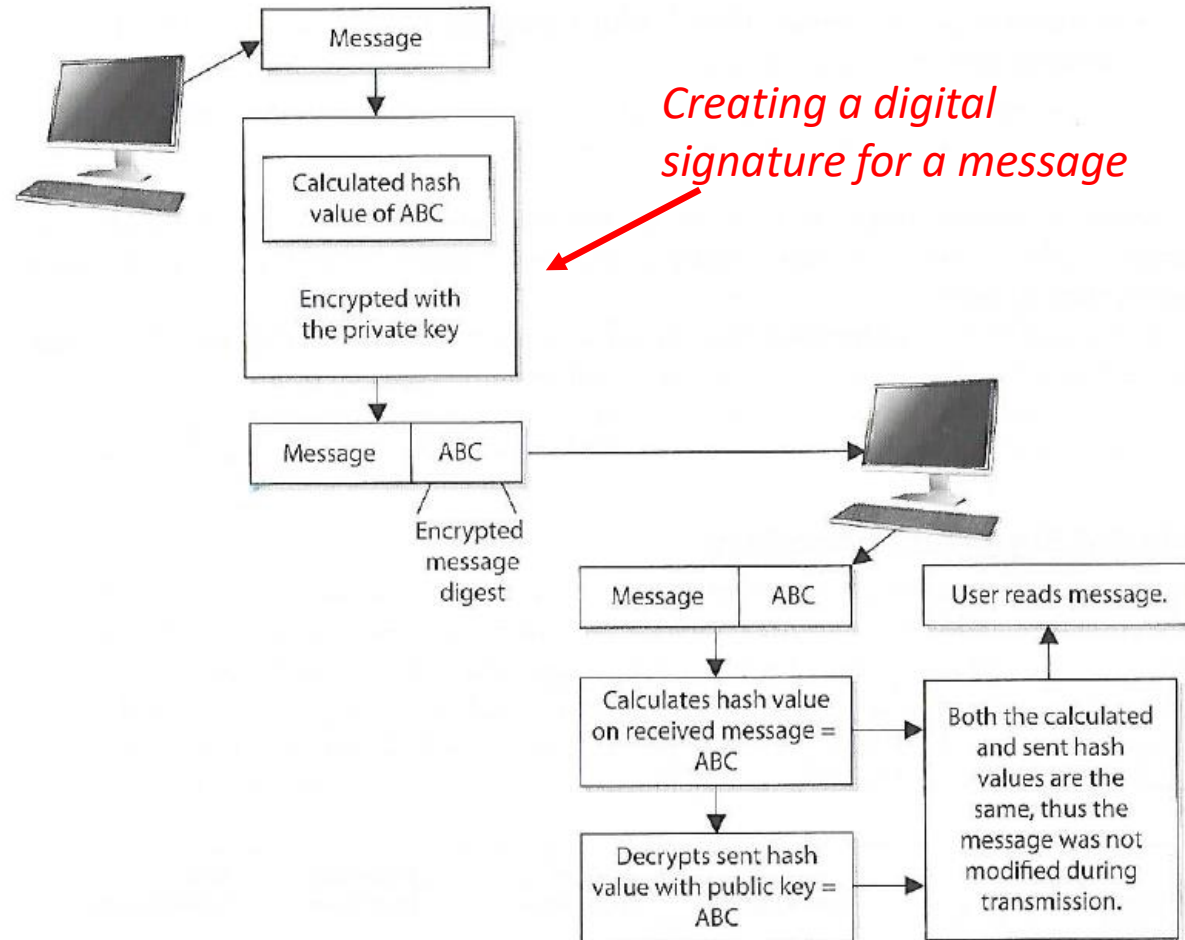 Message
Creating a digital
signature for a message
Calculated hash
value of ABC
Encrypted with
the private key
Message ABC
Encrypted
message
digest
Message ABC
User reads message.
Calculates hash value
on received message =
ABC
Both the calculated
and sent hash
values are the
same, thus the
message was not
modified during
transmission.
Decrypts sent hash
value with public key =
ABC